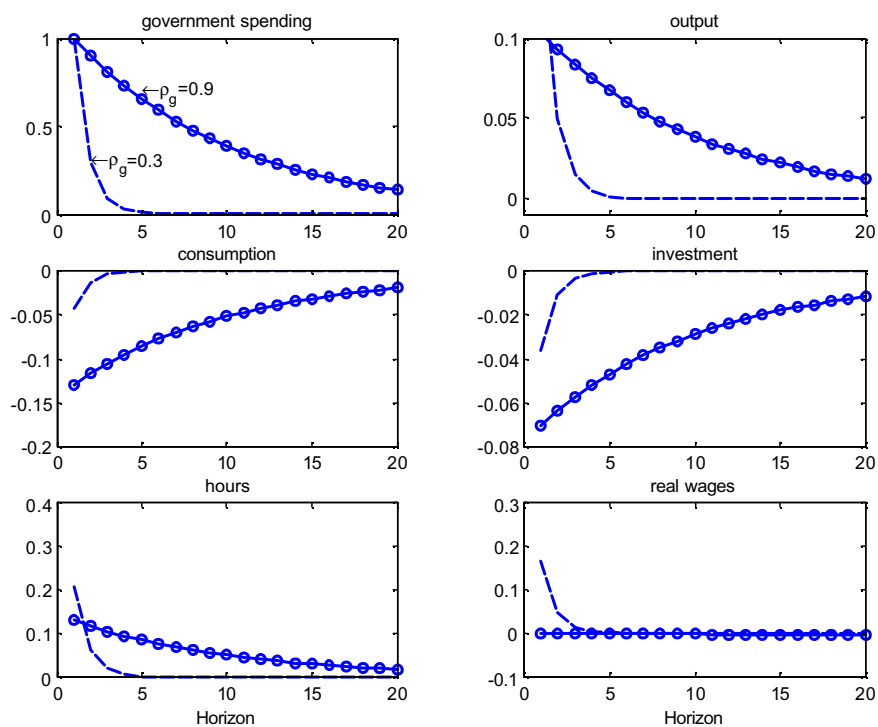 government spending
output
1
0.5
0
0 5 10 15 20
←ρg=0.9
←ρg=0.3
0.1
0.05
0
0 5 10 15 20
consumption
investment
0
-0.05
-0.1
-0.15
-0.2
0 5 10 15 20
0
-0.02
-0.04
-0.06
-0.08
0 5 10 15 20
hours
real wages
0.4
0.3
0.2
0.1
0
0 5 10 15 20
Horizon
0.3
0.2
0.1
0
-0.1
0 5 10 15 20
Horizon